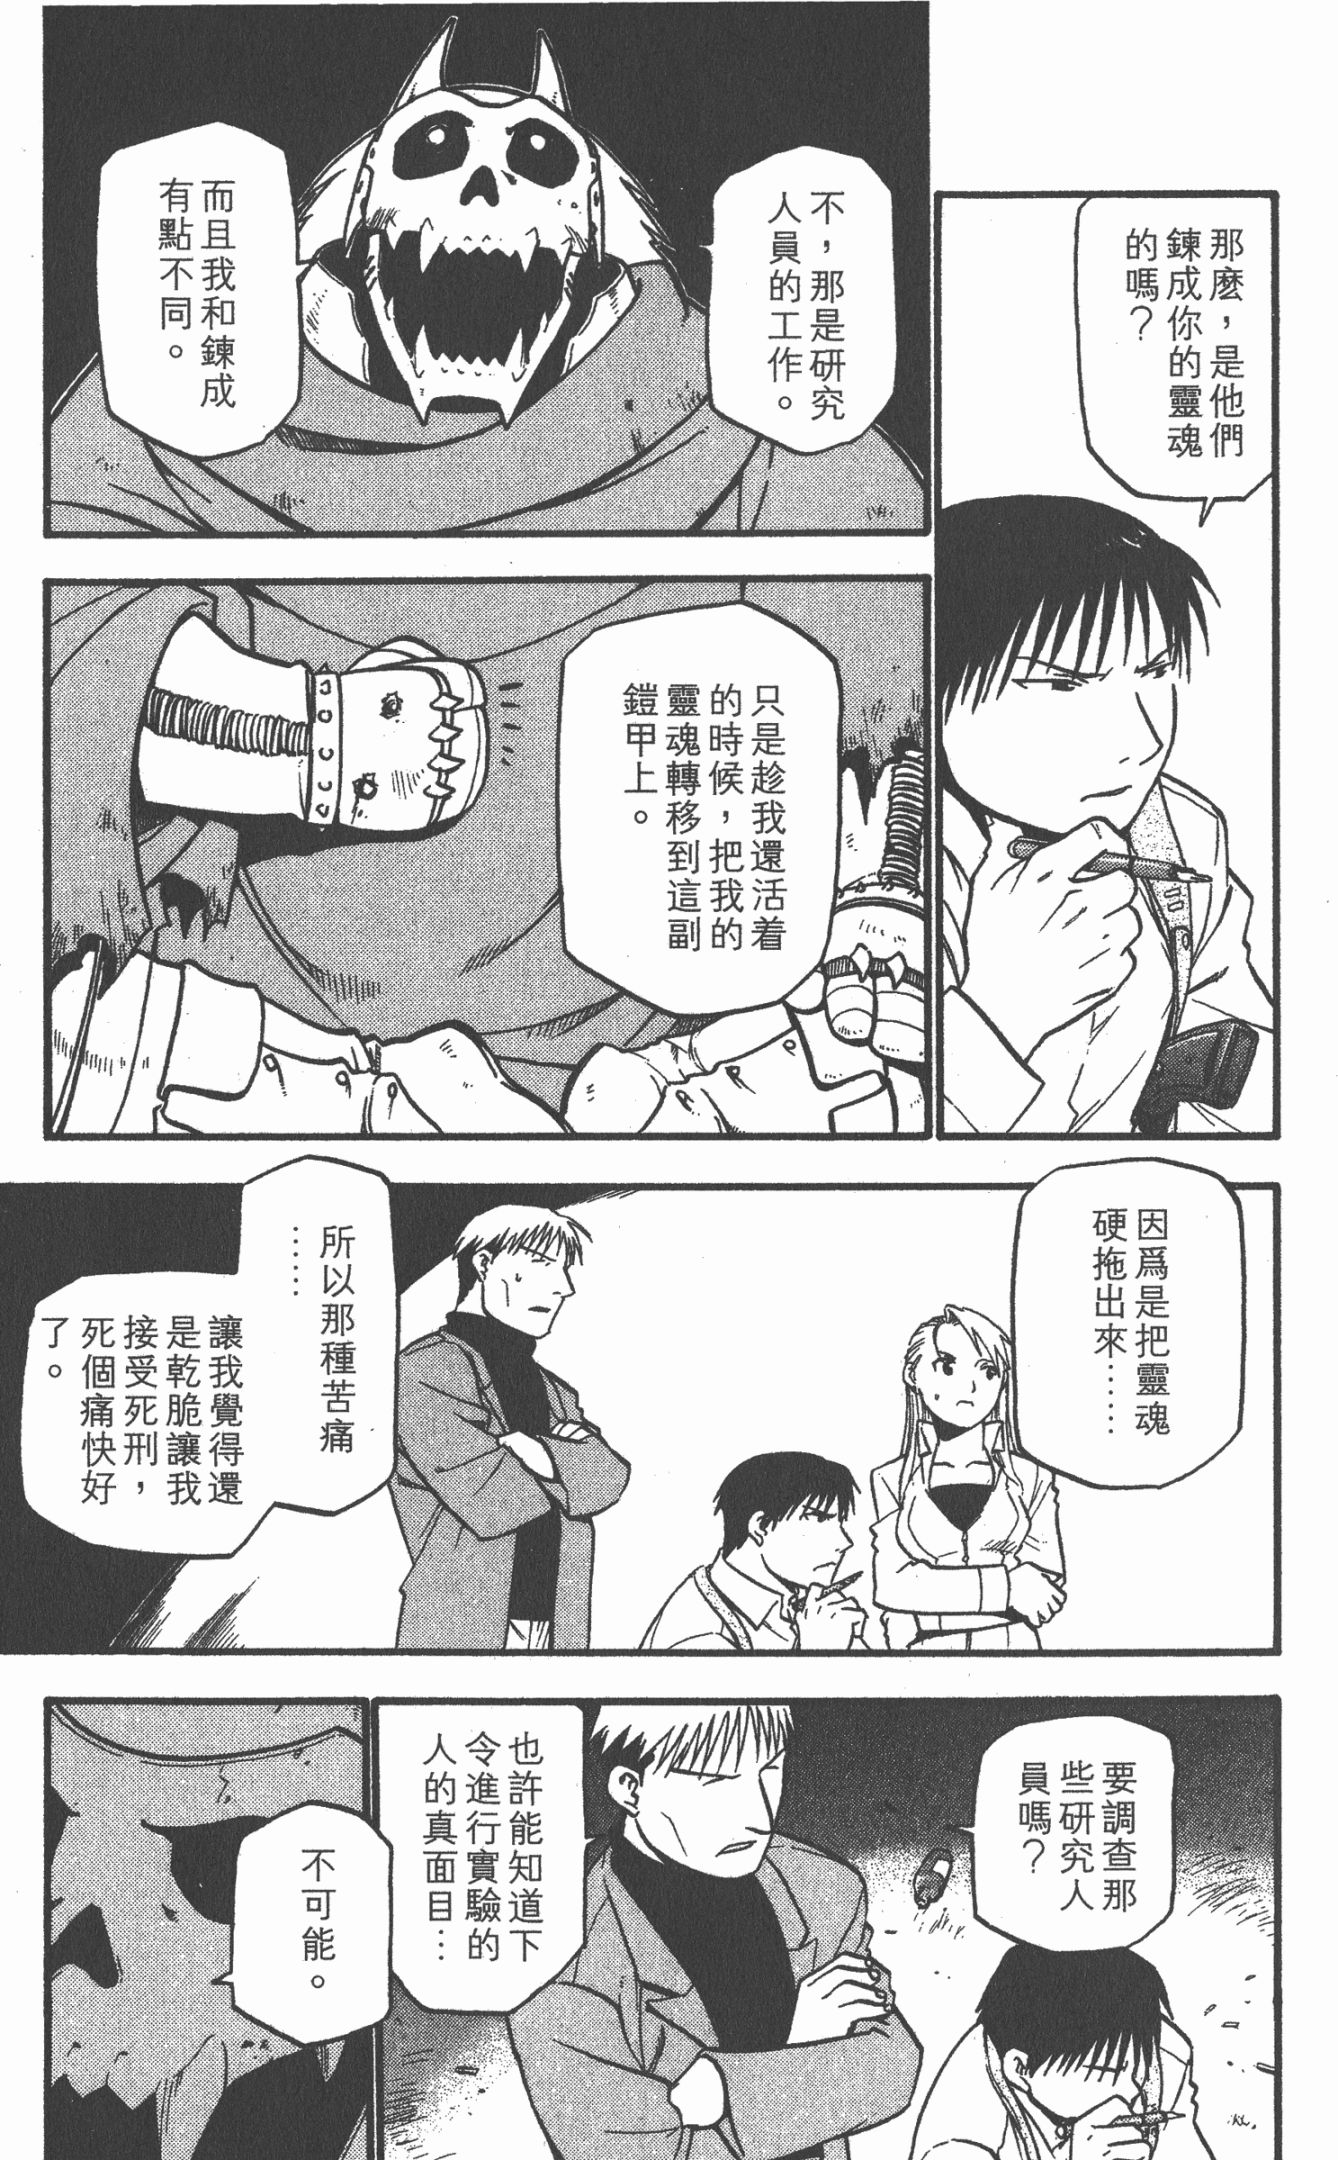 那麽，是他們
鍊成你的靈魂
的嗎？
不，那是研究
人員的工作。
而且我和鍊成
有點不同。
只是趁我還活着
的時候，把我的
靈魂轉移到這副
鎧甲上。
因爲是把靈魂
硬拖出來……
所以那種苦痛
……
讓我覺得還
是乾脆讓我
接受死刑，
死個痛快好
了。
要調查那
些研究人
員嗎？
也許能知道下
令進行實驗的
人的真面目…
不可能。